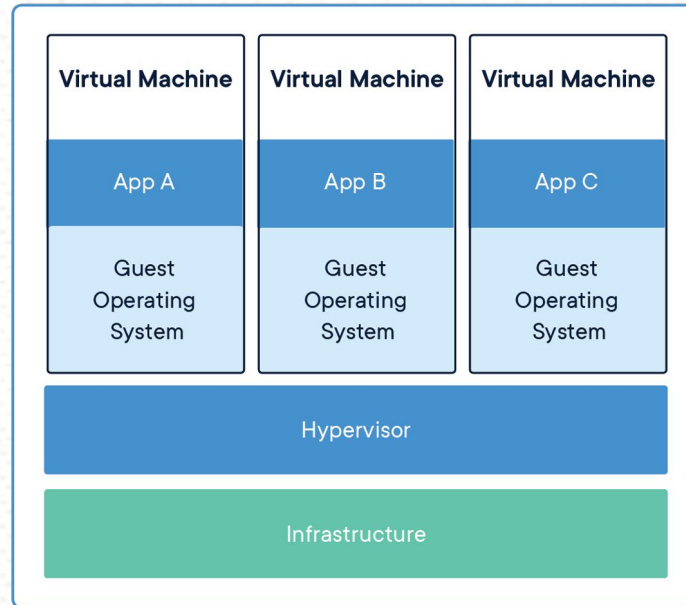 Virtual Machine
Virtual Machine
Virtual Machine
App A
App B
App C
Guest
Operating
System
Guest
Operating
System
Guest
Operating
System
Hypervisor
Infrastructure